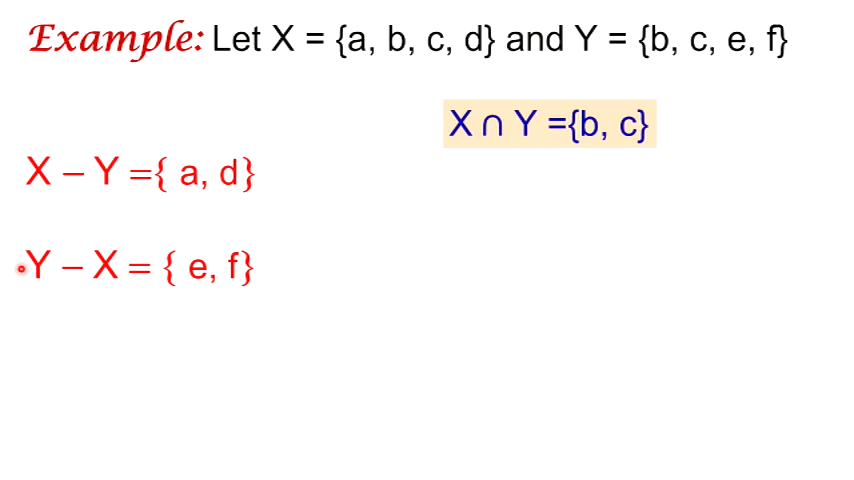 Example: Let X = {a, b, c, d} and Y = {b, c, e, f}
X ∩ Y ={b, c}
X – Y ={ a, d}
Y – X = { e, f}